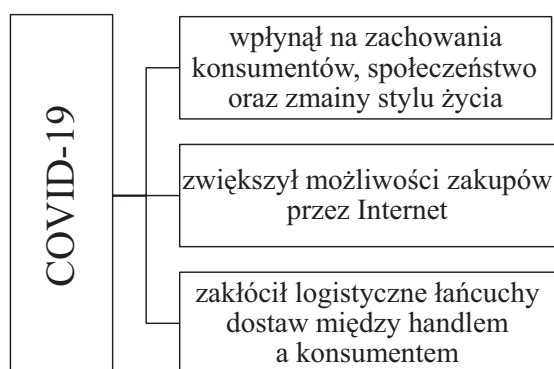 COVID-19
wpłynął na zachowania
konsumentów, społeczeństwo
oraz zmainy stylu życia
zwiększył możliwości zakupów
przez Internet
zakłócił logistyczne łańcuchy
dostaw między handlem
a konsumentem